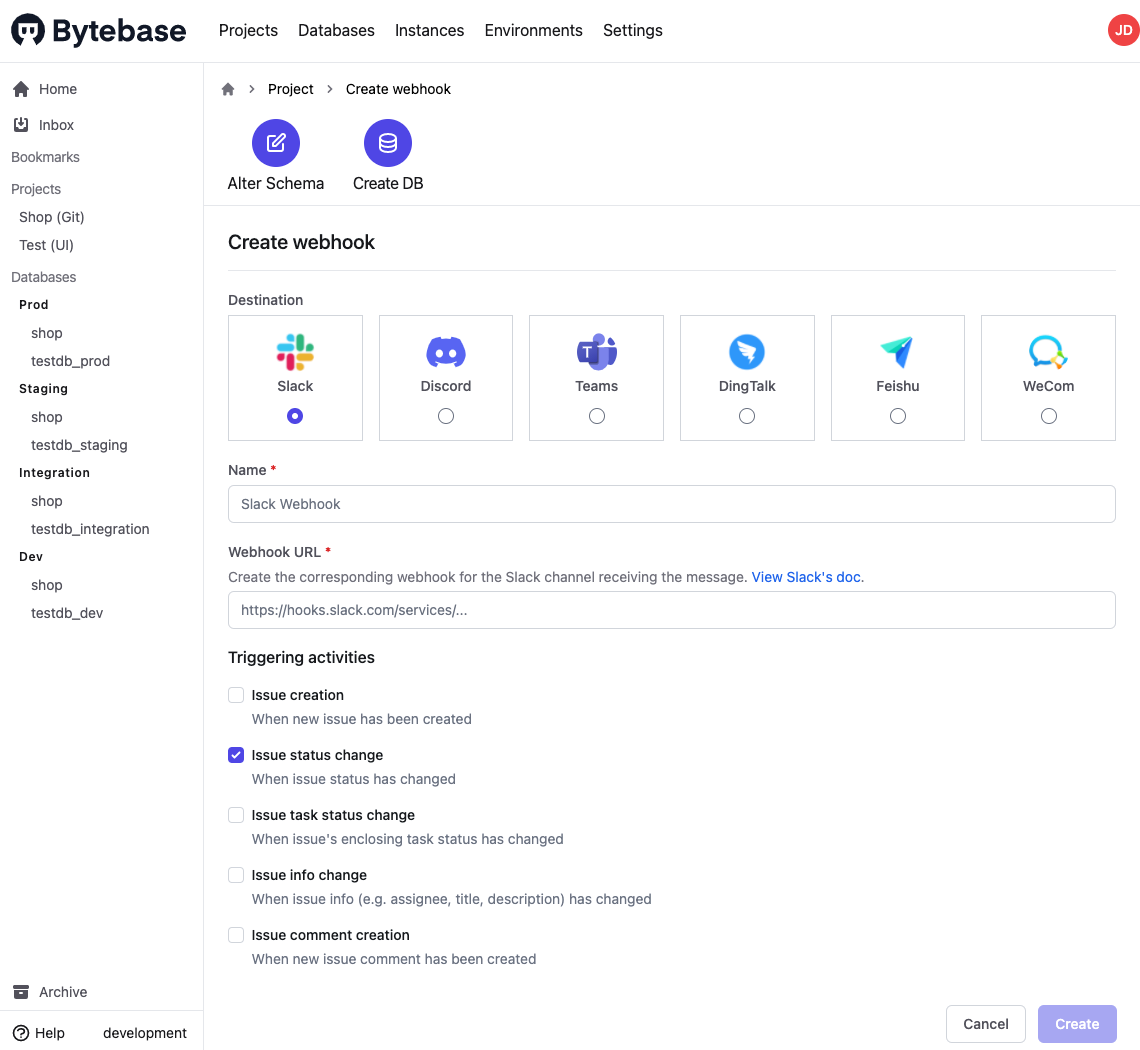 Bytebase
Projects Databases Instances Environments Settings
JD
Home
Inbox
Bookmarks
Projects
Shop (Git)
Test (UI)
Databases
Prod
shop
testdb_prod
Staging
shop
testdb_staging
Integration
shop
testdb_integration
Dev
shop
testdb_dev
Archive
Help
development
Project > Create webhook
Alter Schema
Create DB
Create webhook
Destination
Slack
Discord
T
Teams
DingTalk
Feishu
WeCom
Name *
Slack Webhook
Webhook URL *
Create the corresponding webhook for the Slack channel receiving the message. View Slack's doc.
https://hooks.slack.com/services/...
Triggering activities
Issue creation
When new issue has been created
Issue status change
When issue status has changed
Issue task status change
When issue's enclosing task status has changed
Issue info change
When issue info (e.g. assignee, title, description) has changed
Issue comment creation
When new issue comment has been created
Cancel
Create